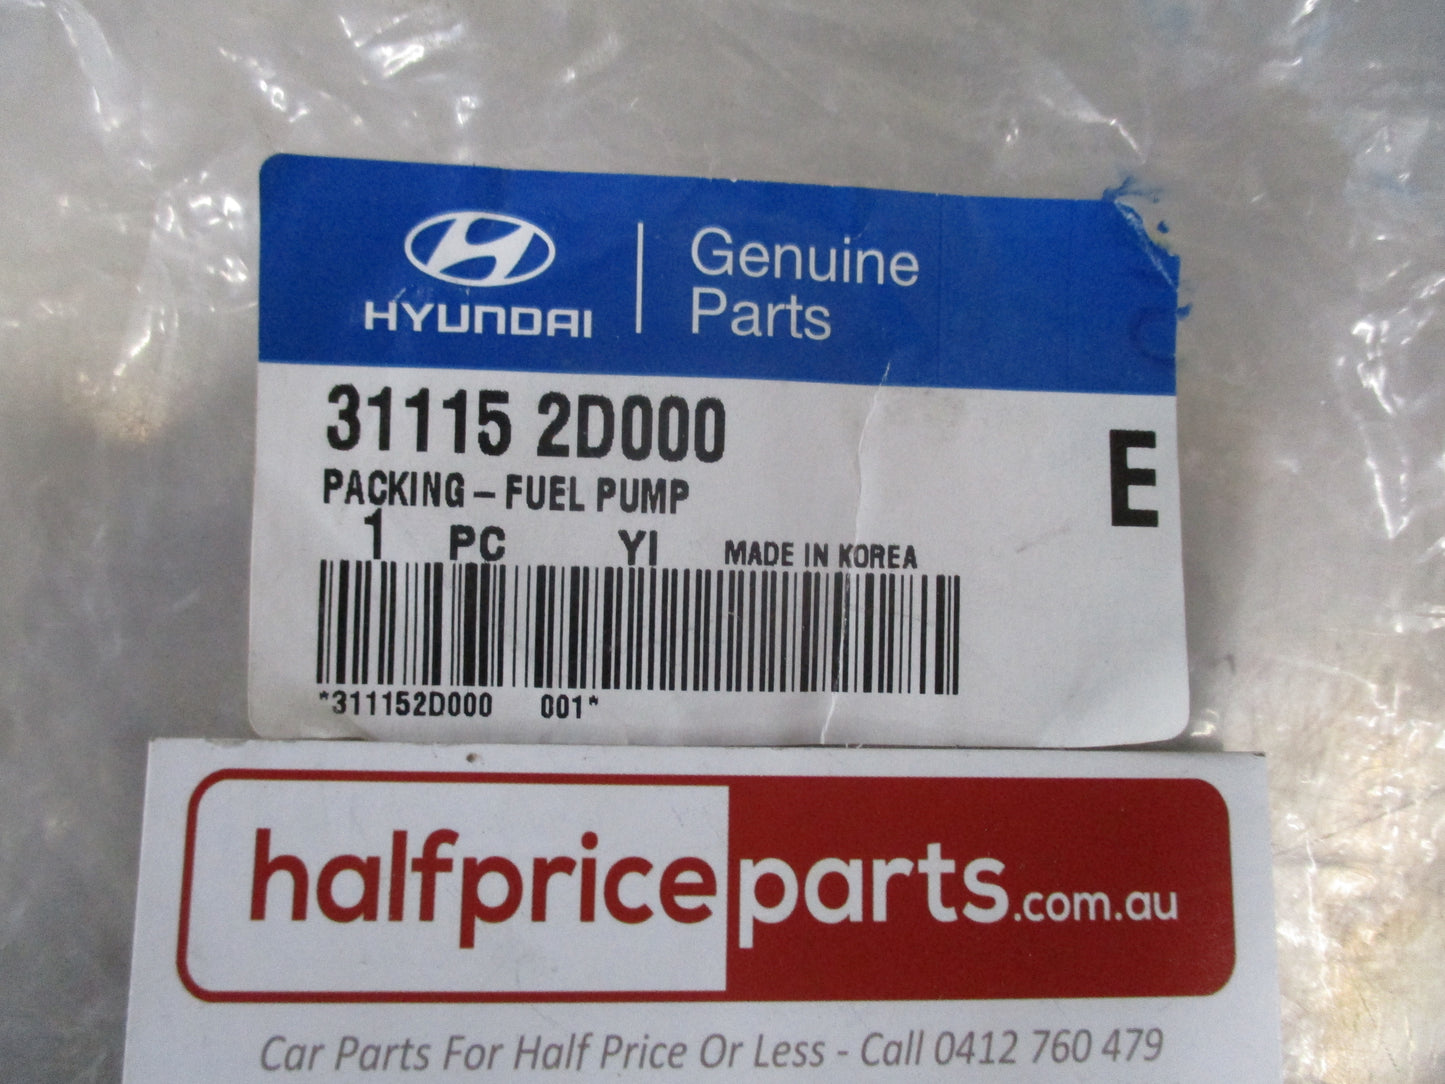 HYUNDAI
Genuine
Parts
31115 2D000
PACKING - FUEL PUMP
E
1 PC YI MADE IN KOREA
*311152D000 001*
halfpriceparts.com.au
Car Parts For Half Price Or Less - Call 0412 760 479